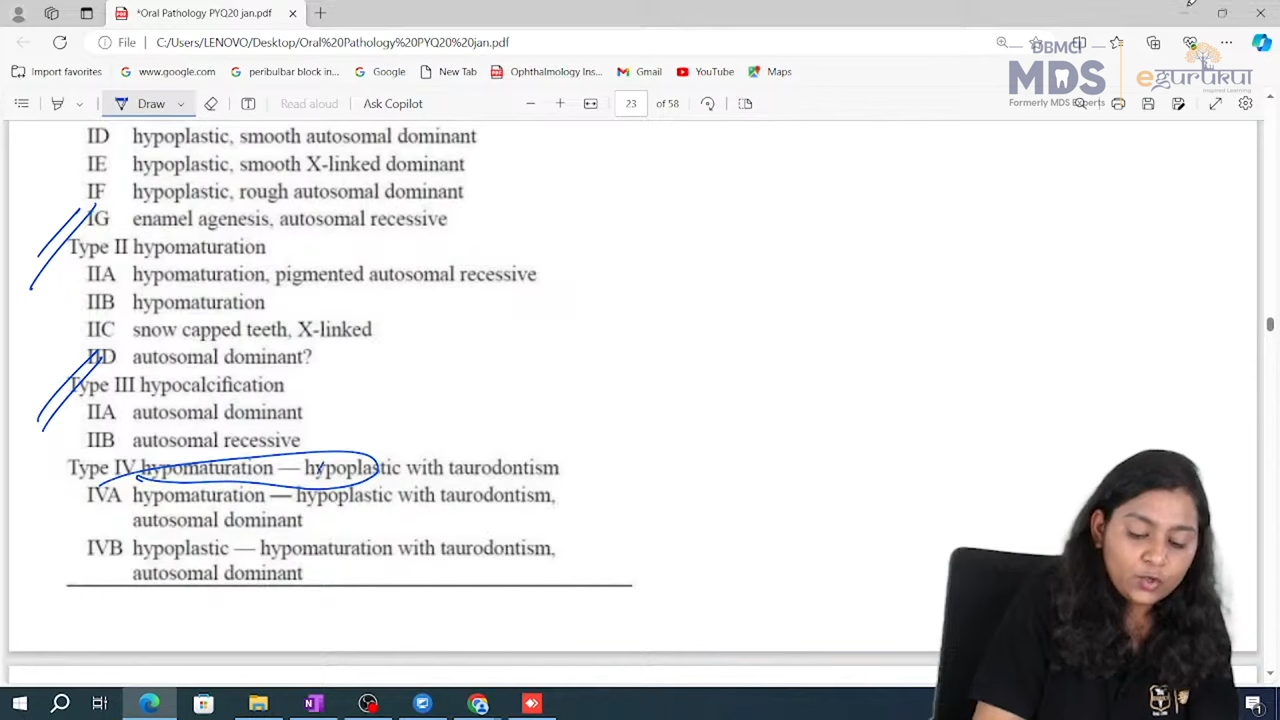 *Oral Pathology PYQ20 jan.pdf
File C:/Users/LENOVO/Desktop/Oral%20Pathology%20PYQ20%20jan.pdf
Import favorites www.google.com peribulbar block in... Google New Tab Ophthalmology Ins... Gmail YouTube Maps
DBMCI
MDS
Formerly MDS Experts
eGurukul
Inspired Learning
Draw Read aloud Ask Copilot 23 of 58
ID hypoplastic, smooth autosomal dominant
IE hypoplastic, smooth X-linked dominant
IF hypoplastic, rough autosomal dominant
IG enamel agenesis, autosomal recessive
Type II hypomaturation
IIA hypomaturation, pigmented autosomal recessive
IIB hypomaturation
IIC snow capped teeth, X-linked
IID autosomal dominant?
Type III hypocalcification
IIA autosomal dominant
IIB autosomal recessive
Type IV hypomaturation — hypoplastic with taurodontism
IVA hypomaturation — hypoplastic with taurodontism,
autosomal dominant
IVB hypoplastic — hypomaturation with taurodontism,
autosomal dominant